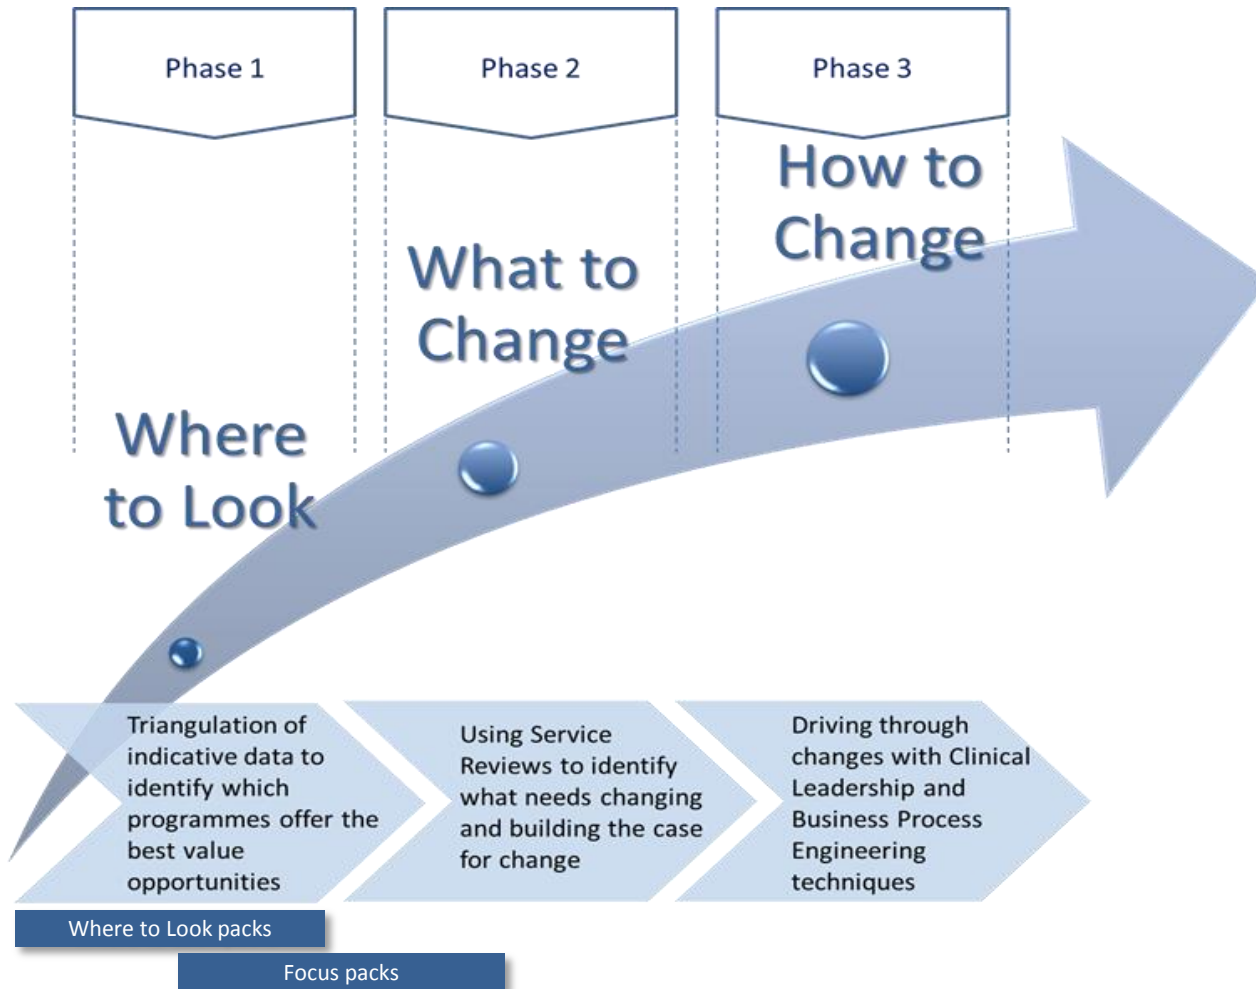 Phase 1
Phase 2
Phase 3
How to
Change
What to
Change
Where
to Look
Triangulation of
indicative data to
identify which
programmes offer the
best value
opportunities
Using Service
Reviews to identify
what needs changing
and building the case
for change
Driving through
changes with Clinical
Leadership and
Business Process
Engineering
techniques
Where to Look packs
Focus packs